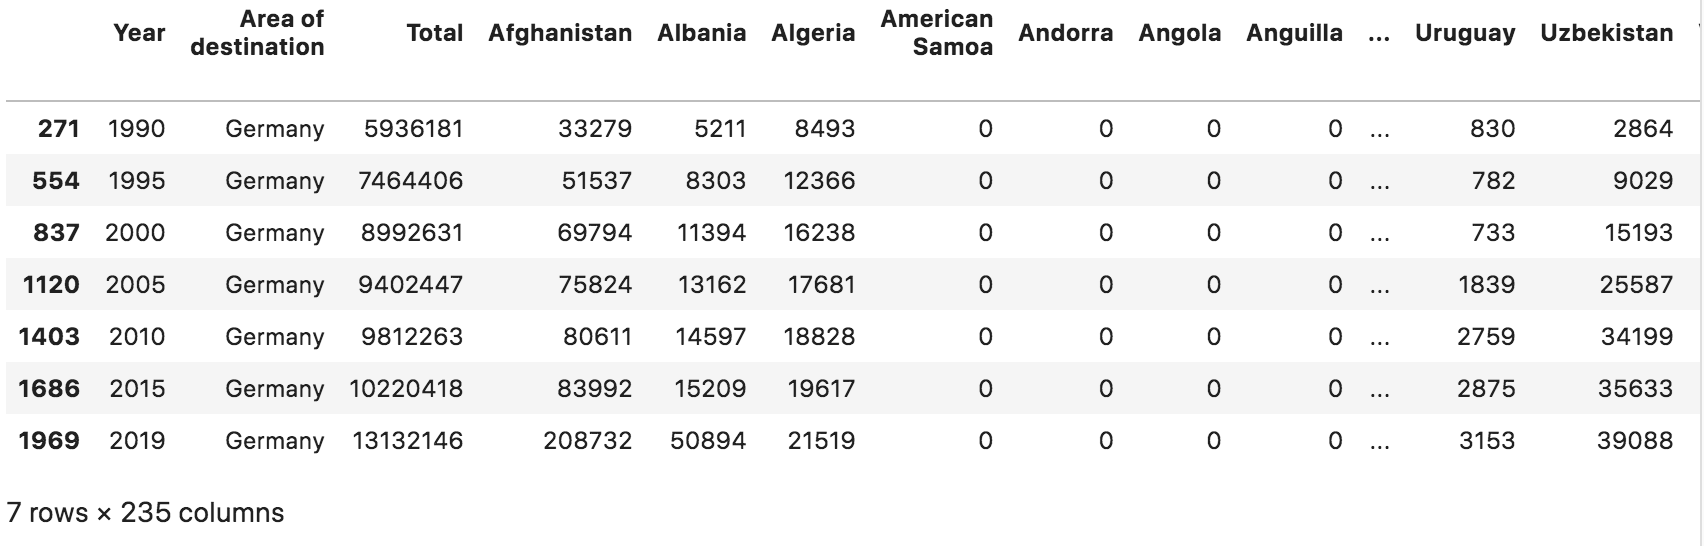 Year Area of destination Total Afghanistan Albania Algeria American Samoa Andorra Angola Anguilla ... Uruguay Uzbekistan
271 1990 Germany 5936181 33279 5211 8493 0 0 0 0 ... 830 2864
554 1995 Germany 7464406 51537 8303 12366 0 0 0 0 ... 782 9029
837 2000 Germany 8992631 69794 11394 16238 0 0 0 0 ... 733 15193
1120 2005 Germany 9402447 75824 13162 17681 0 0 0 0 ... 1839 25587
1403 2010 Germany 9812263 80611 14597 18828 0 0 0 0 ... 2759 34199
1686 2015 Germany 10220418 83992 15209 19617 0 0 0 0 ... 2875 35633
1969 2019 Germany 13132146 208732 50894 21519 0 0 0 0 ... 3153 39088
7 rows × 235 columns